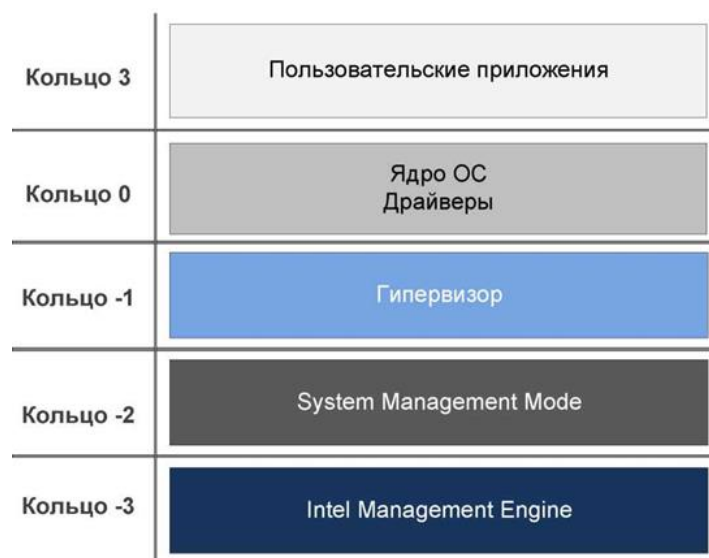 Кольцо 3
Пользовательские приложения
Кольцо 0
Ядро ОС
Драйверы
Кольцо -1
Гипервизор
Кольцо -2
System Management Mode
Кольцо -3
Intel Management Engine